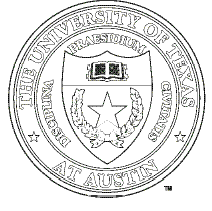 THE UNIVERSITY OF TEXAS
AT AUSTIN
DISCIPLINA PRAESIDIUM CIVITATIS
TM